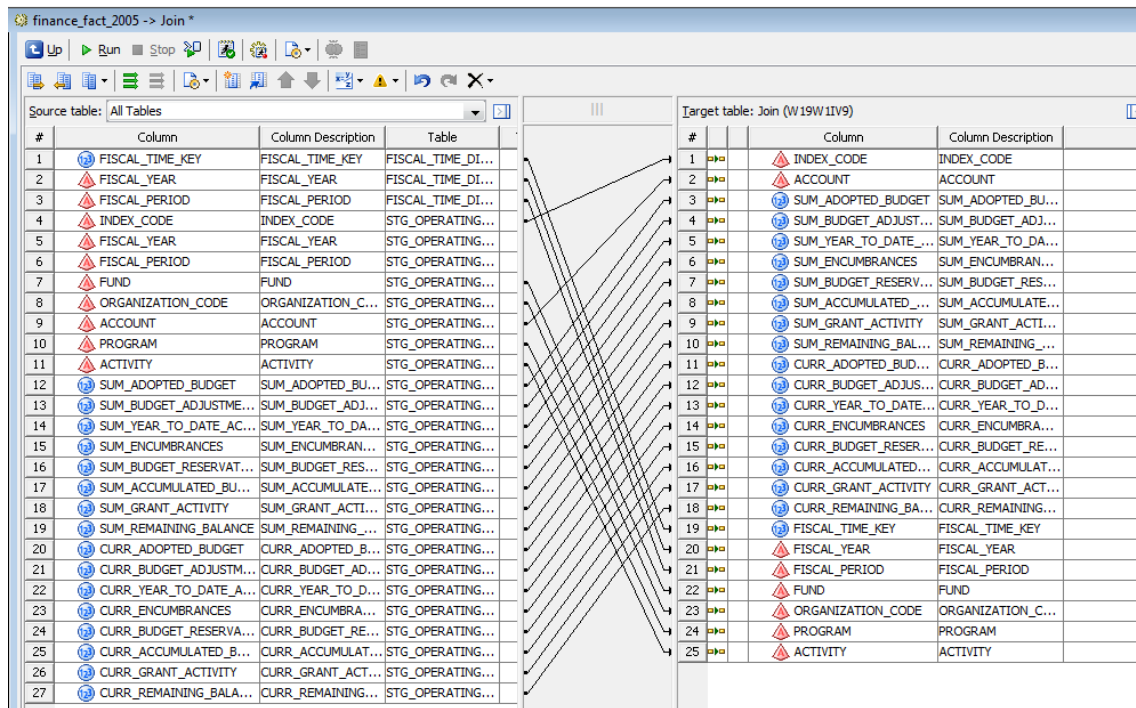 finance_fact_2005 -> Join *
Up Run Stop
Source table: All Tables
Target table: Join (W19W1IV9)
# Column Column Description Table
1 FISCAL_TIME_KEY FISCAL_TIME_KEY FISCAL_TIME_DI...
2 FISCAL_YEAR FISCAL_YEAR FISCAL_TIME_DI...
3 FISCAL_PERIOD FISCAL_PERIOD FISCAL_TIME_DI...
4 INDEX_CODE INDEX_CODE STG_OPERATING...
5 FISCAL_YEAR FISCAL_YEAR STG_OPERATING...
6 FISCAL_PERIOD FISCAL_PERIOD STG_OPERATING...
7 FUND FUND STG_OPERATING...
8 ORGANIZATION_CODE ORGANIZATION_C... STG_OPERATING...
9 ACCOUNT ACCOUNT STG_OPERATING...
10 PROGRAM PROGRAM STG_OPERATING...
11 ACTIVITY ACTIVITY STG_OPERATING...
12 SUM_ADOPTED_BUDGET SUM_ADOPTED_BU... STG_OPERATING...
13 SUM_BUDGET_ADJUSTME... SUM_BUDGET_ADJ... STG_OPERATING...
14 SUM_YEAR_TO_DATE_AC... SUM_YEAR_TO_DA... STG_OPERATING...
15 SUM_ENCUMBRANCES SUM_ENCUMBRAN... STG_OPERATING...
16 SUM_BUDGET_RESERVAT... SUM_BUDGET_RES... STG_OPERATING...
17 SUM_ACCUMULATED_BU... SUM_ACCUMULATE... STG_OPERATING...
18 SUM_GRANT_ACTIVITY SUM_GRANT_ACTI... STG_OPERATING...
19 SUM_REMAINING_BALANCE SUM_REMAINING_... STG_OPERATING...
20 CURR_ADOPTED_BUDGET CURR_ADOPTED_B... STG_OPERATING...
21 CURR_BUDGET_ADJUSTM... CURR_BUDGET_AD... STG_OPERATING...
22 CURR_YEAR_TO_DATE_A... CURR_YEAR_TO_D... STG_OPERATING...
23 CURR_ENCUMBRANCES CURR_ENCUMBRA... STG_OPERATING...
24 CURR_BUDGET_RESERVA... CURR_BUDGET_RE... STG_OPERATING...
25 CURR_ACCUMULATED_B... CURR_ACCUMULAT... STG_OPERATING...
26 CURR_GRANT_ACTIVITY CURR_GRANT_ACT... STG_OPERATING...
27 CURR_REMAINING_BALA... CURR_REMAINING... STG_OPERATING...
# Column Column Description
1 INDEX_CODE INDEX_CODE
2 ACCOUNT ACCOUNT
3 SUM_ADOPTED_BUDGET SUM_ADOPTED_BU...
4 SUM_BUDGET_ADJUST... SUM_BUDGET_ADJ...
5 SUM_YEAR_TO_DATE_... SUM_YEAR_TO_DA...
6 SUM_ENCUMBRANCES SUM_ENCUMBRAN...
7 SUM_BUDGET_RESERV... SUM_BUDGET_RES...
8 SUM_ACCUMULATED_... SUM_ACCUMULATE...
9 SUM_GRANT_ACTIVITY SUM_GRANT_ACTI...
10 SUM_REMAINING_BAL... SUM_REMAINING_...
11 CURR_ADOPTED_BUD... CURR_ADOPTED_B...
12 CURR_BUDGET_ADJUS... CURR_BUDGET_AD...
13 CURR_YEAR_TO_DATE... CURR_YEAR_TO_D...
14 CURR_ENCUMBRANCES CURR_ENCUMBRA...
15 CURR_BUDGET_RESER... CURR_BUDGET_RE...
16 CURR_ACCUMULATED... CURR_ACCUMULAT...
17 CURR_GRANT_ACTIVITY CURR_GRANT_ACT...
18 CURR_REMAINING_BA... CURR_REMAINING...
19 FISCAL_TIME_KEY FISCAL_TIME_KEY
20 FISCAL_YEAR FISCAL_YEAR
21 FISCAL_PERIOD FISCAL_PERIOD
22 FUND FUND
23 ORGANIZATION_CODE ORGANIZATION_C...
24 PROGRAM PROGRAM
25 ACTIVITY ACTIVITY